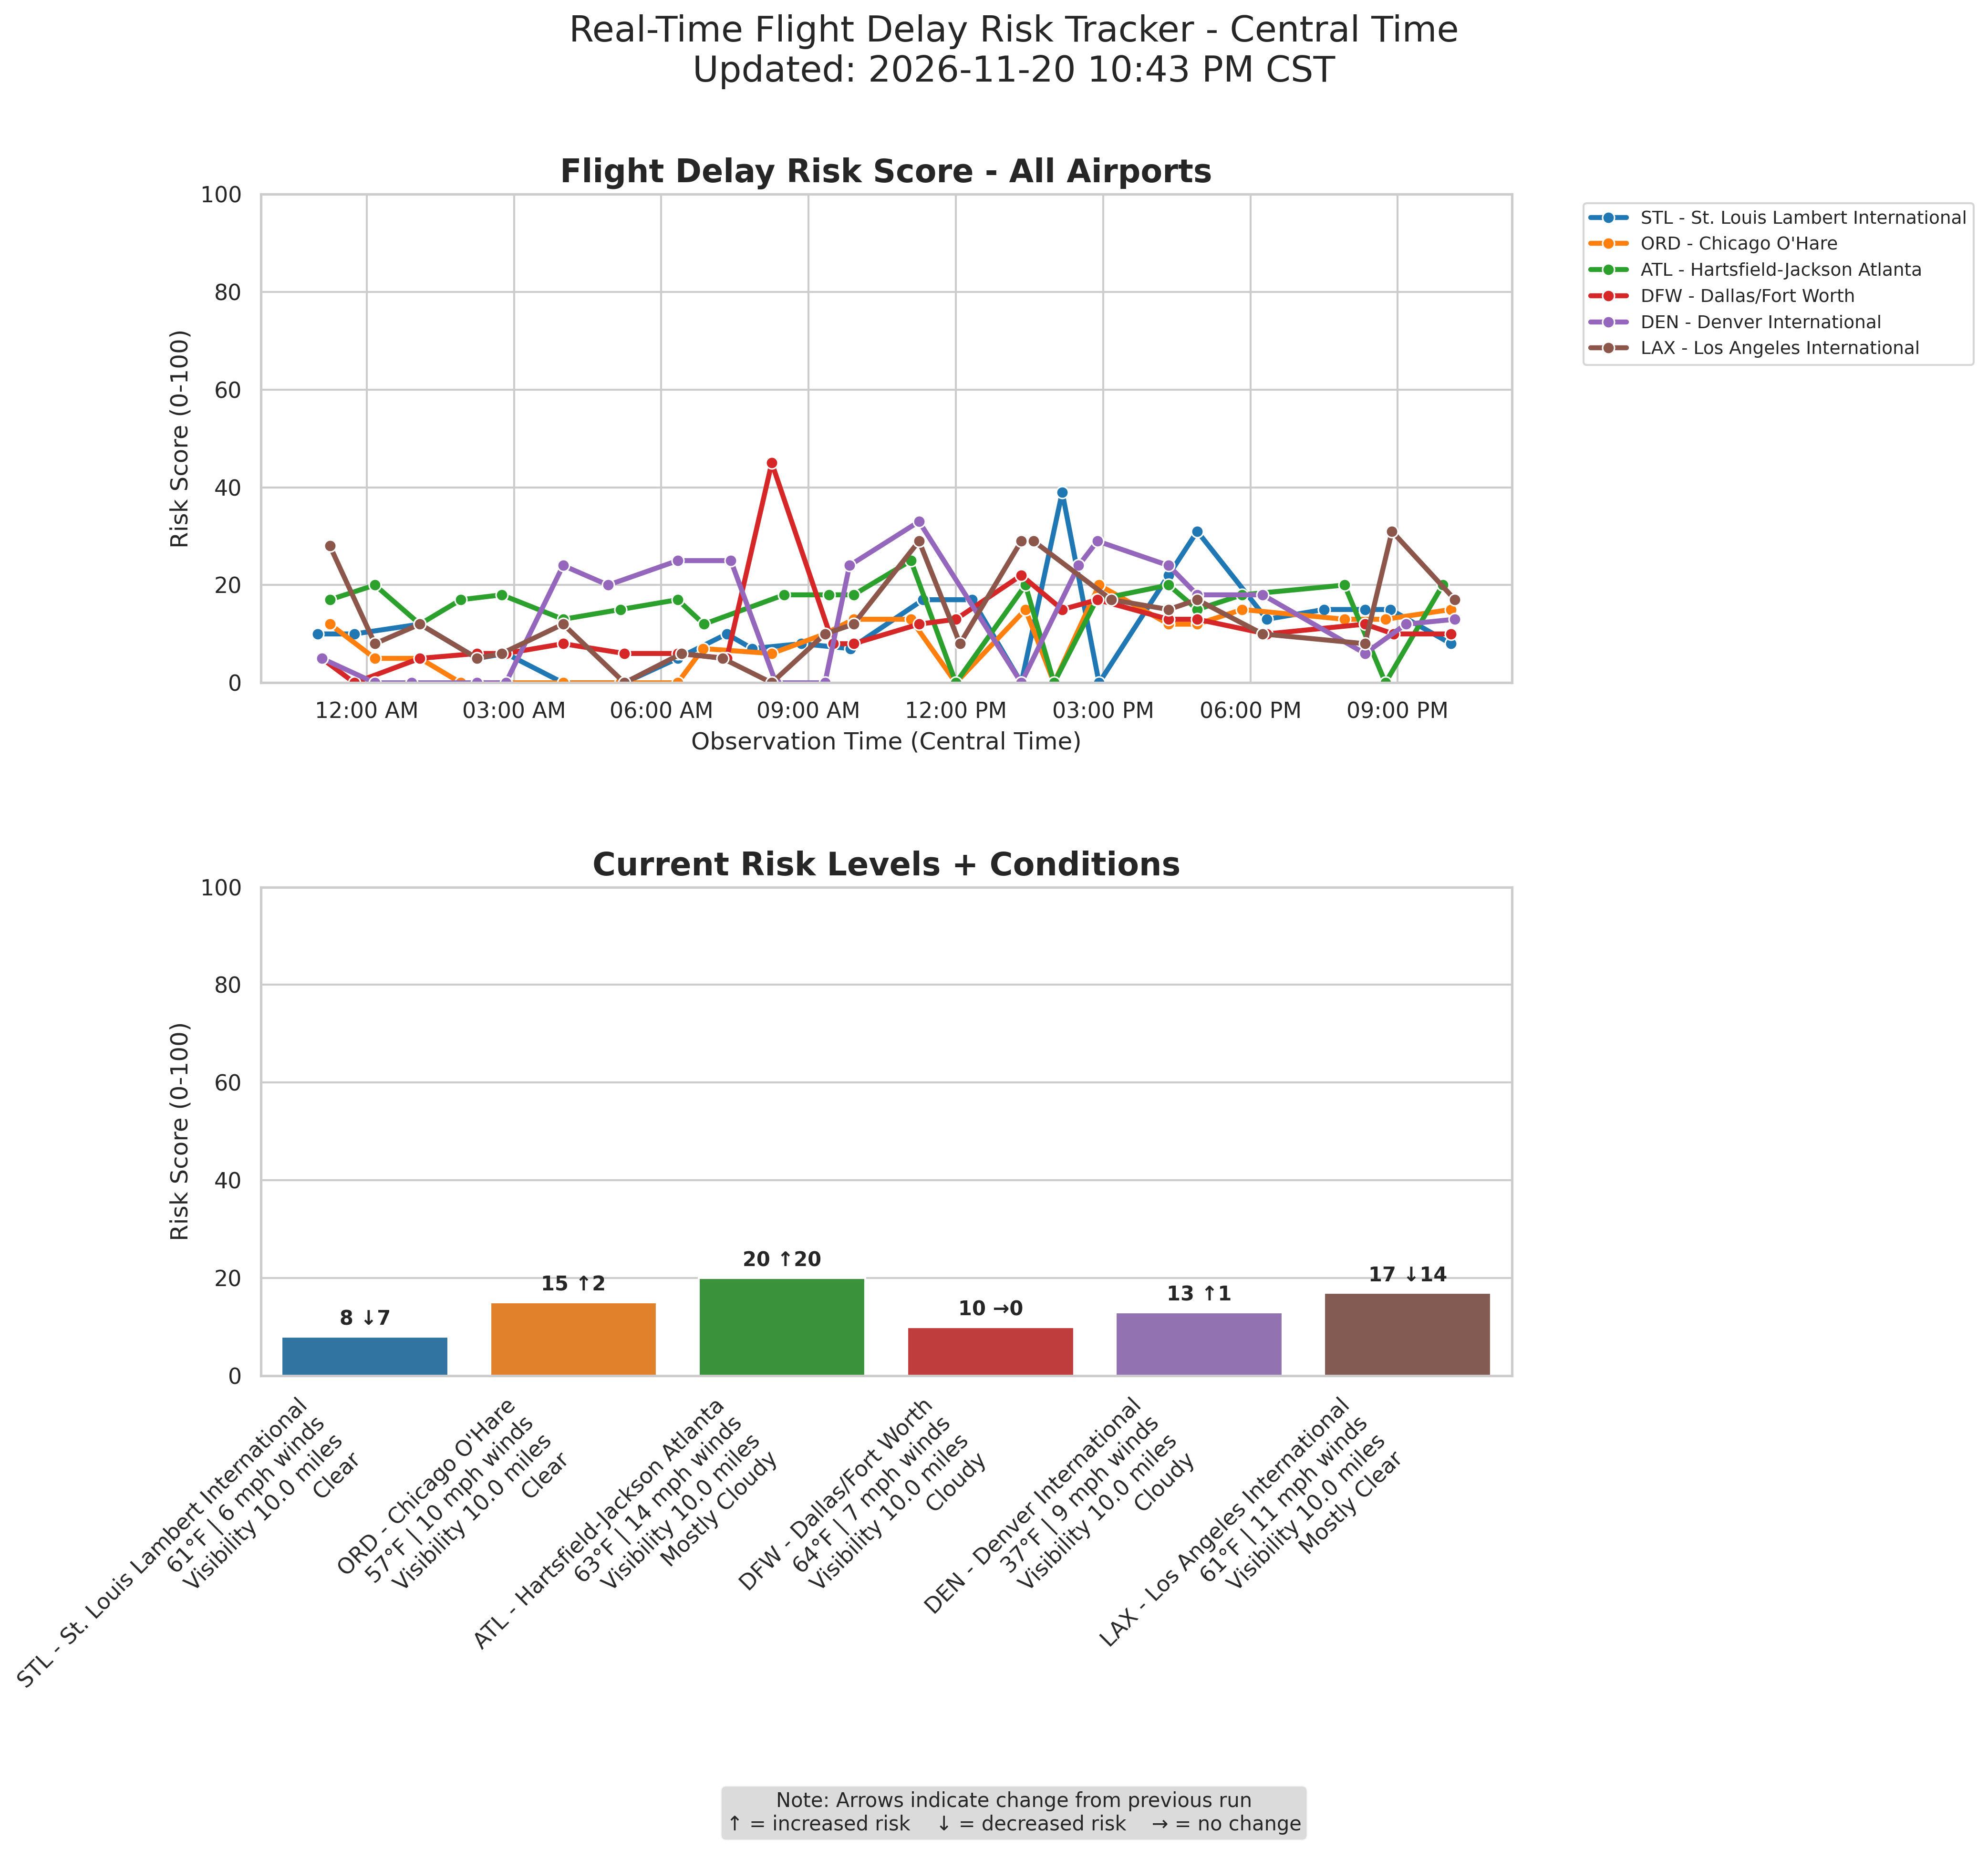 Real-Time Flight Delay Risk Tracker - Central Time
Updated: 2026-11-20 10:43 PM CST
Flight Delay Risk Score - All Airports
Risk Score (0-100)
100
80
60
40
20
0
12:00 AM
03:00 AM
06:00 AM
09:00 AM
12:00 PM
03:00 PM
06:00 PM
09:00 PM
Observation Time (Central Time)
STL - St. Louis Lambert International
ORD - Chicago O'Hare
ATL - Hartsfield-Jackson Atlanta
DFW - Dallas/Fort Worth
DEN - Denver International
LAX - Los Angeles International
Current Risk Levels + Conditions
Risk Score (0-100)
100
80
60
40
20
0
8 ↓7
15 ↑2
20 ↑20
10 →0
13 ↑1
17 ↓14
STL - St. Louis Lambert International
61°F | 6 mph winds
Visibility 10.0 miles
Clear
ORD - Chicago O'Hare
57°F | 10 mph winds
Visibility 10.0 miles
Clear
ATL - Hartsfield-Jackson Atlanta
63°F | 14 mph winds
Visibility 10.0 miles
Mostly Cloudy
DFW - Dallas/Fort Worth
64°F | 7 mph winds
Visibility 10.0 miles
Cloudy
DEN - Denver International
37°F | 9 mph winds
Visibility 10.0 miles
Cloudy
LAX - Los Angeles International
61°F | 11 mph winds
Visibility 10.0 miles
Mostly Clear
Note: Arrows indicate change from previous run
↑ = increased risk    ↓ = decreased risk    → = no change